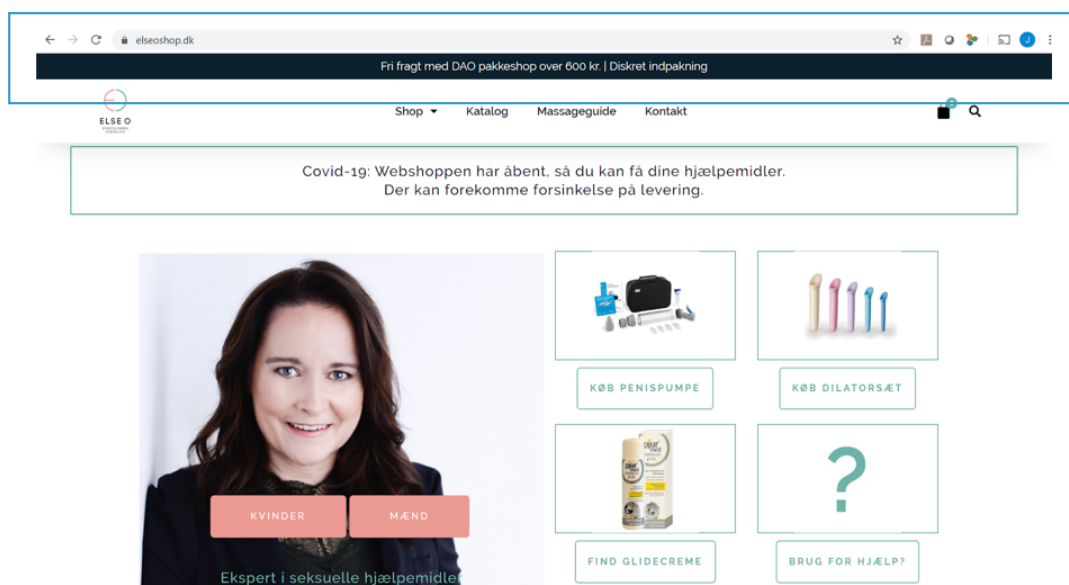 elseoshop.dk
J
Fri fragt med DAO pakkeshop over 600 kr. | Diskret indpakning
ELSE O
Shop
Katalog
Massageguide
Kontakt
Covid-19: Webshoppen har åbent, så du kan få dine hjælpemidler.
Der kan forekomme forsinkelse på levering.
KØB PENISPUMPE
KØB DILATORSÆT
pjur
med
KVINDER
MÆND
?
FIND GLIDECREME
BRUG FOR HJÆLP?
Ekspert i seksuelle hjælpemidler